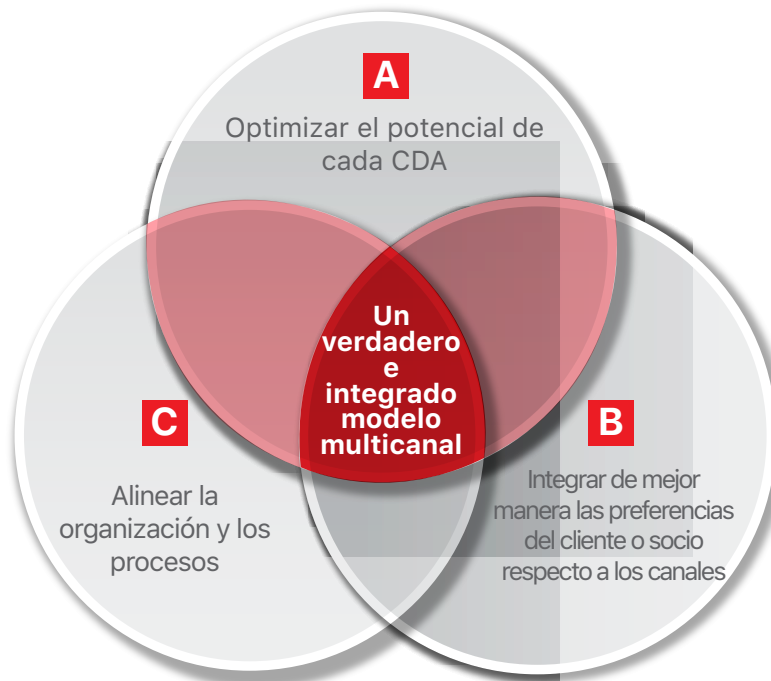 A
Optimizar el potencial de
cada CDA
Un
verdadero
e
integrado
modelo
multicanal
C
Alinear la
organización y los
procesos
B
Integrar de mejor
manera las preferencias
del cliente o socio
respecto a los canales